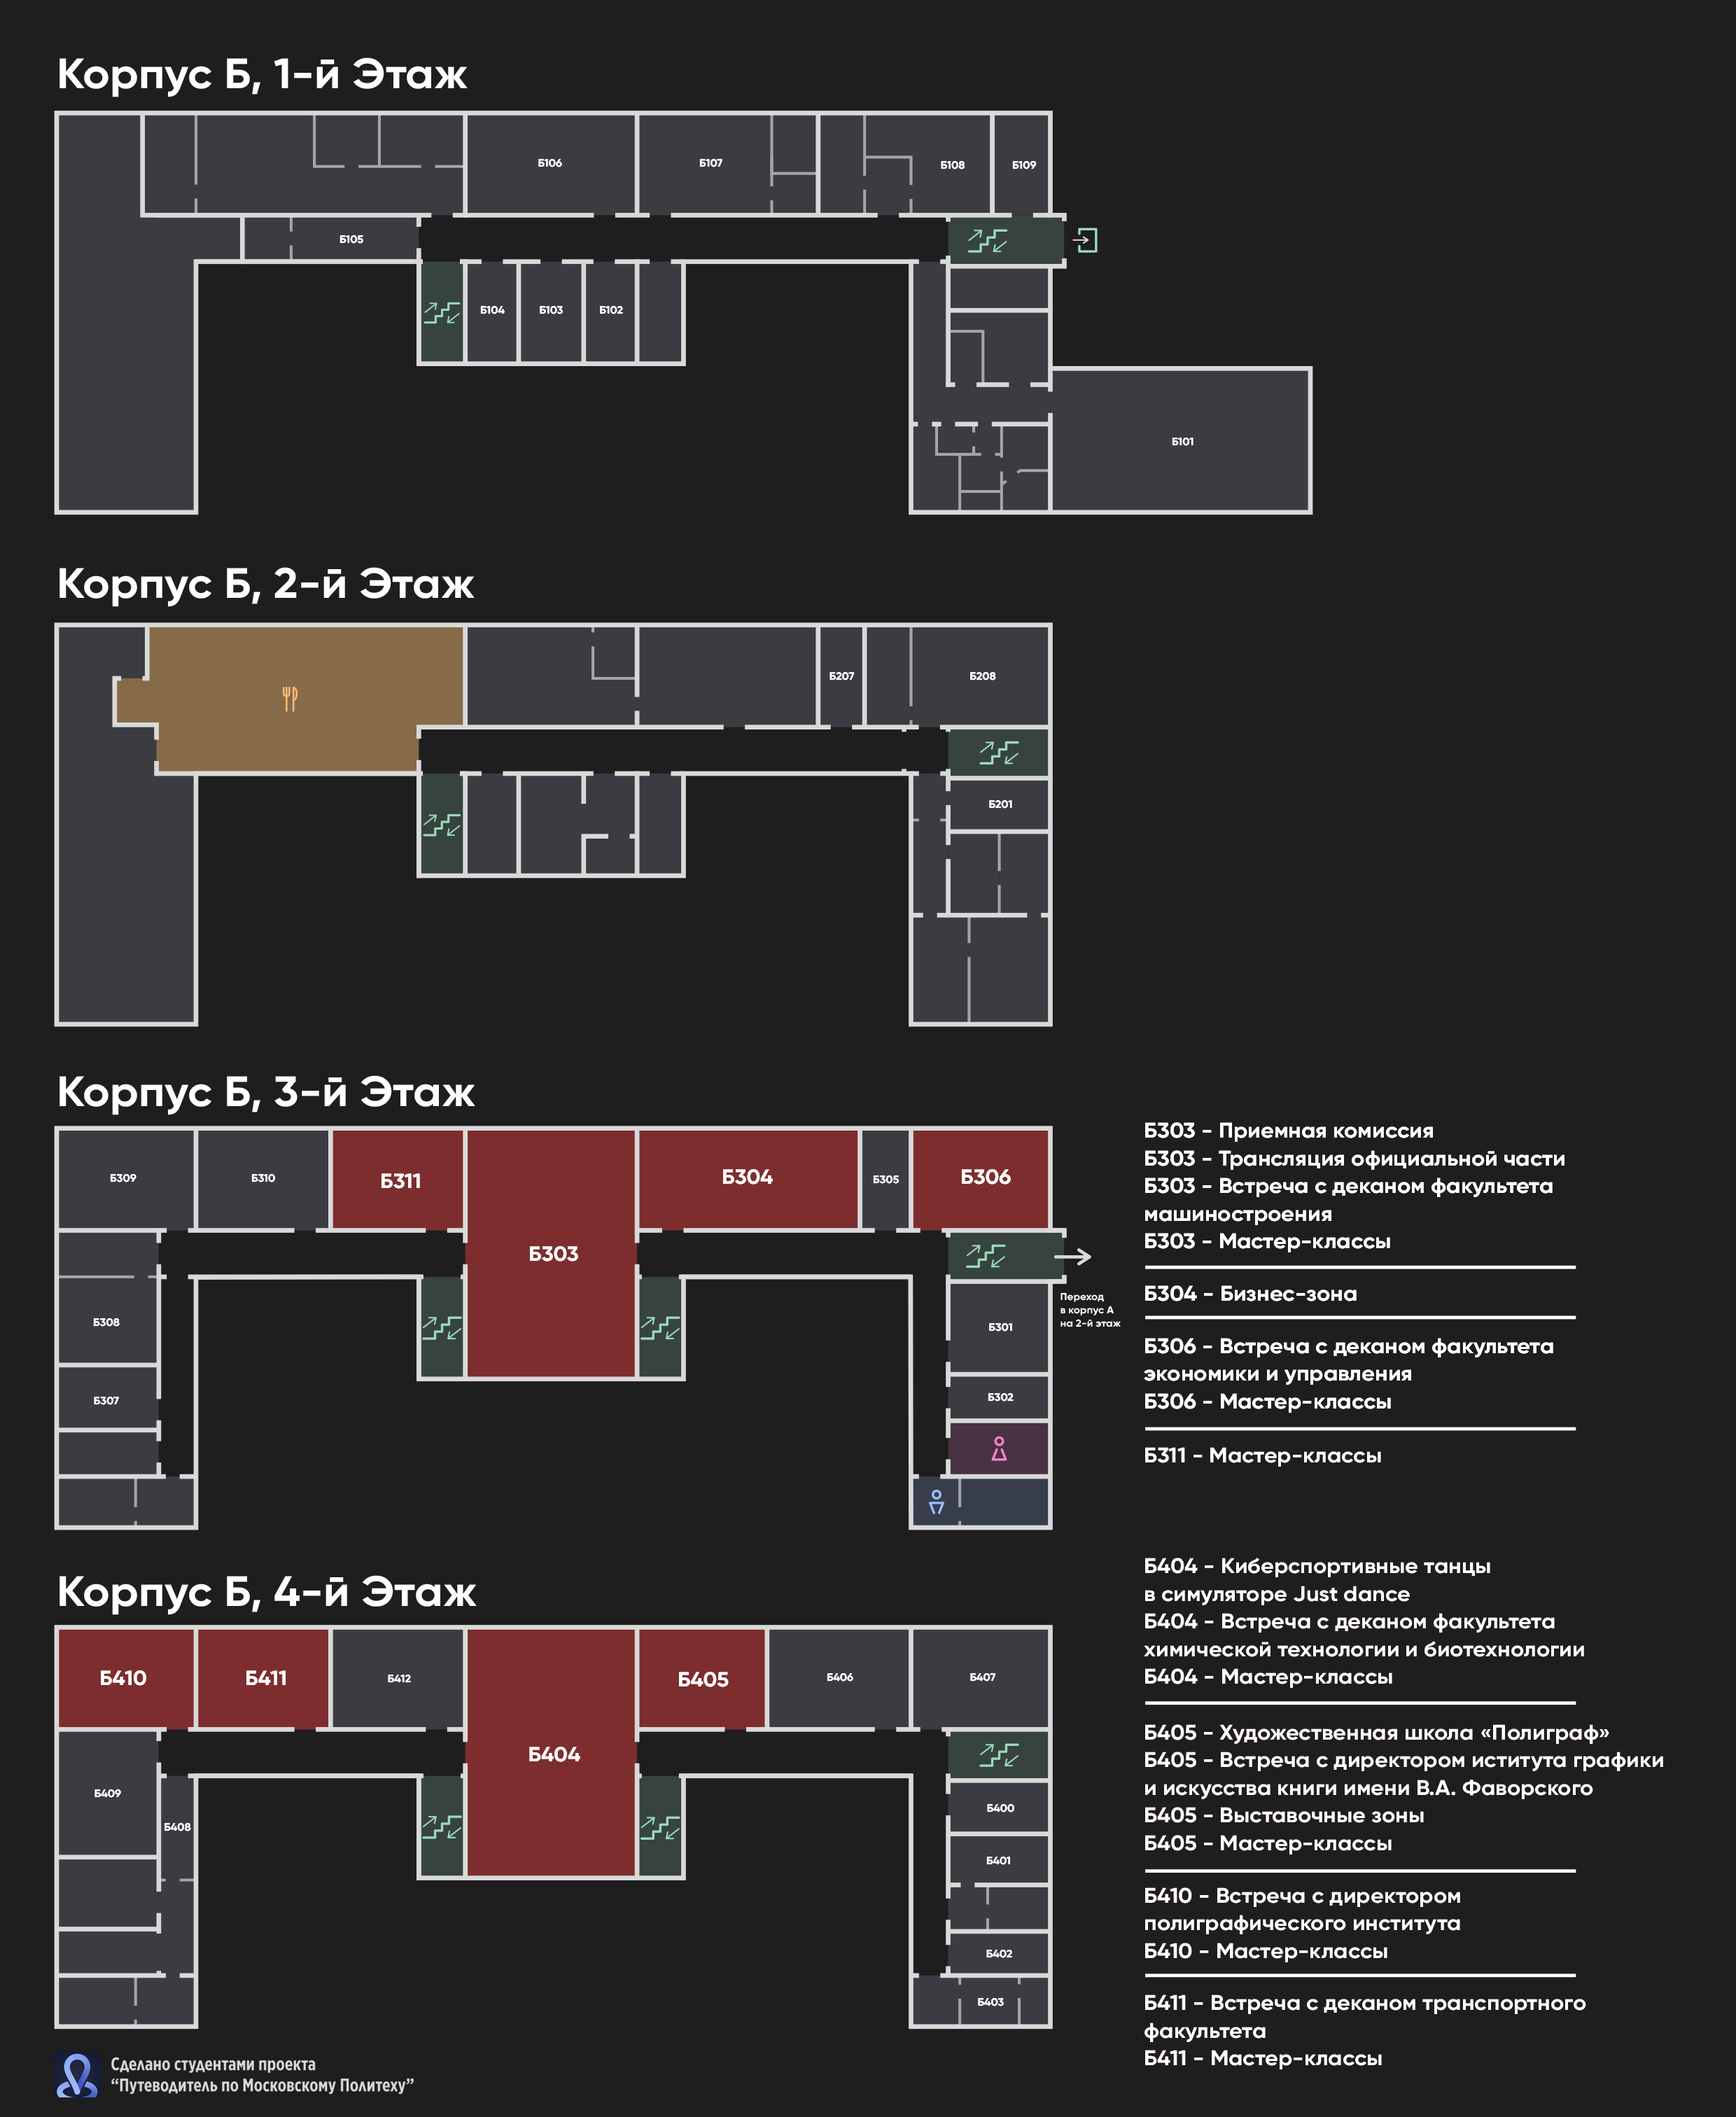 Корпус Б, 1-й Этаж
Б106
Б107
Б108
Б109
Б105
Б104
Б103
Б102
Б101
Корпус Б, 2-й Этаж
Б207
Б208
Б201
Корпус Б, 3-й Этаж
Б309
Б310
Б311
Б303
Б304
Б305
Б306
Б308
Б307
Б301
Б302
Переход
в корпус А
на 2-й этаж
Б303 - Приемная комиссия
Б303 - Трансляция официальной части
Б303 - Встреча с деканом факультета
машиностроения
Б303 - Мастер-классы
Б304 - Бизнес-зона
Б306 - Встреча с деканом факультета
экономики и управления
Б306 - Мастер-классы
Б311 - Мастер-классы
Корпус Б, 4-й Этаж
Б410
Б411
Б412
Б404
Б405
Б406
Б407
Б409
Б408
Б400
Б401
Б402
Б403
Б404 - Киберспортивные танцы
в симуляторе Just dance
Б404 - Встреча с деканом факультета
химической технологии и биотехнологии
Б404 - Мастер-классы
Б405 - Художественная школа «Полиграф»
Б405 - Встреча с директором иститута графики
и искусства книги имени В.А. Фаворского
Б405 - Выставочные зоны
Б405 - Мастер-классы
Б410 - Встреча с директором
полиграфического института
Б410 - Мастер-классы
Б411 - Встреча с деканом транспортного
факультета
Б411 - Мастер-классы
Сделано студентами проекта
“Путеводитель по Московскому Политеху”